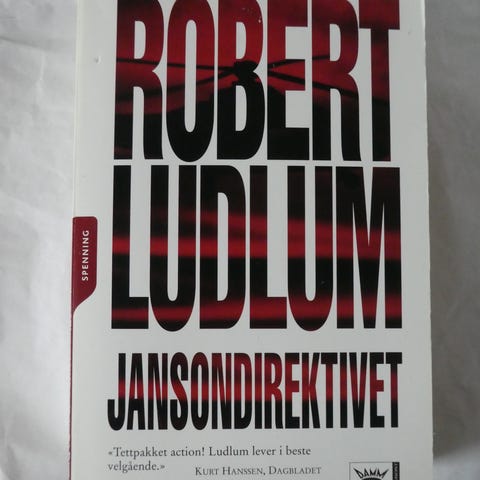 ROBERT
LUDLUM
SPENNING
JANSONDIREKTIVET
«Tettpakket action! Ludlum lever i beste
velgående.»
KURT HANSSEN, DAGBLADET
DAMM